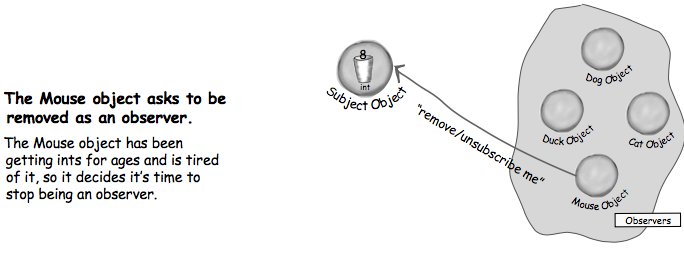 The Mouse object asks to be
removed as an observer.
The Mouse object has been
getting ints for ages and is tired
of it, so it decides it's time to
stop being an observer.
8
int
Subject Object
"remove/unsubscribe me"
Dog Object
Duck Object
Cat Object
Mouse Object
Observers